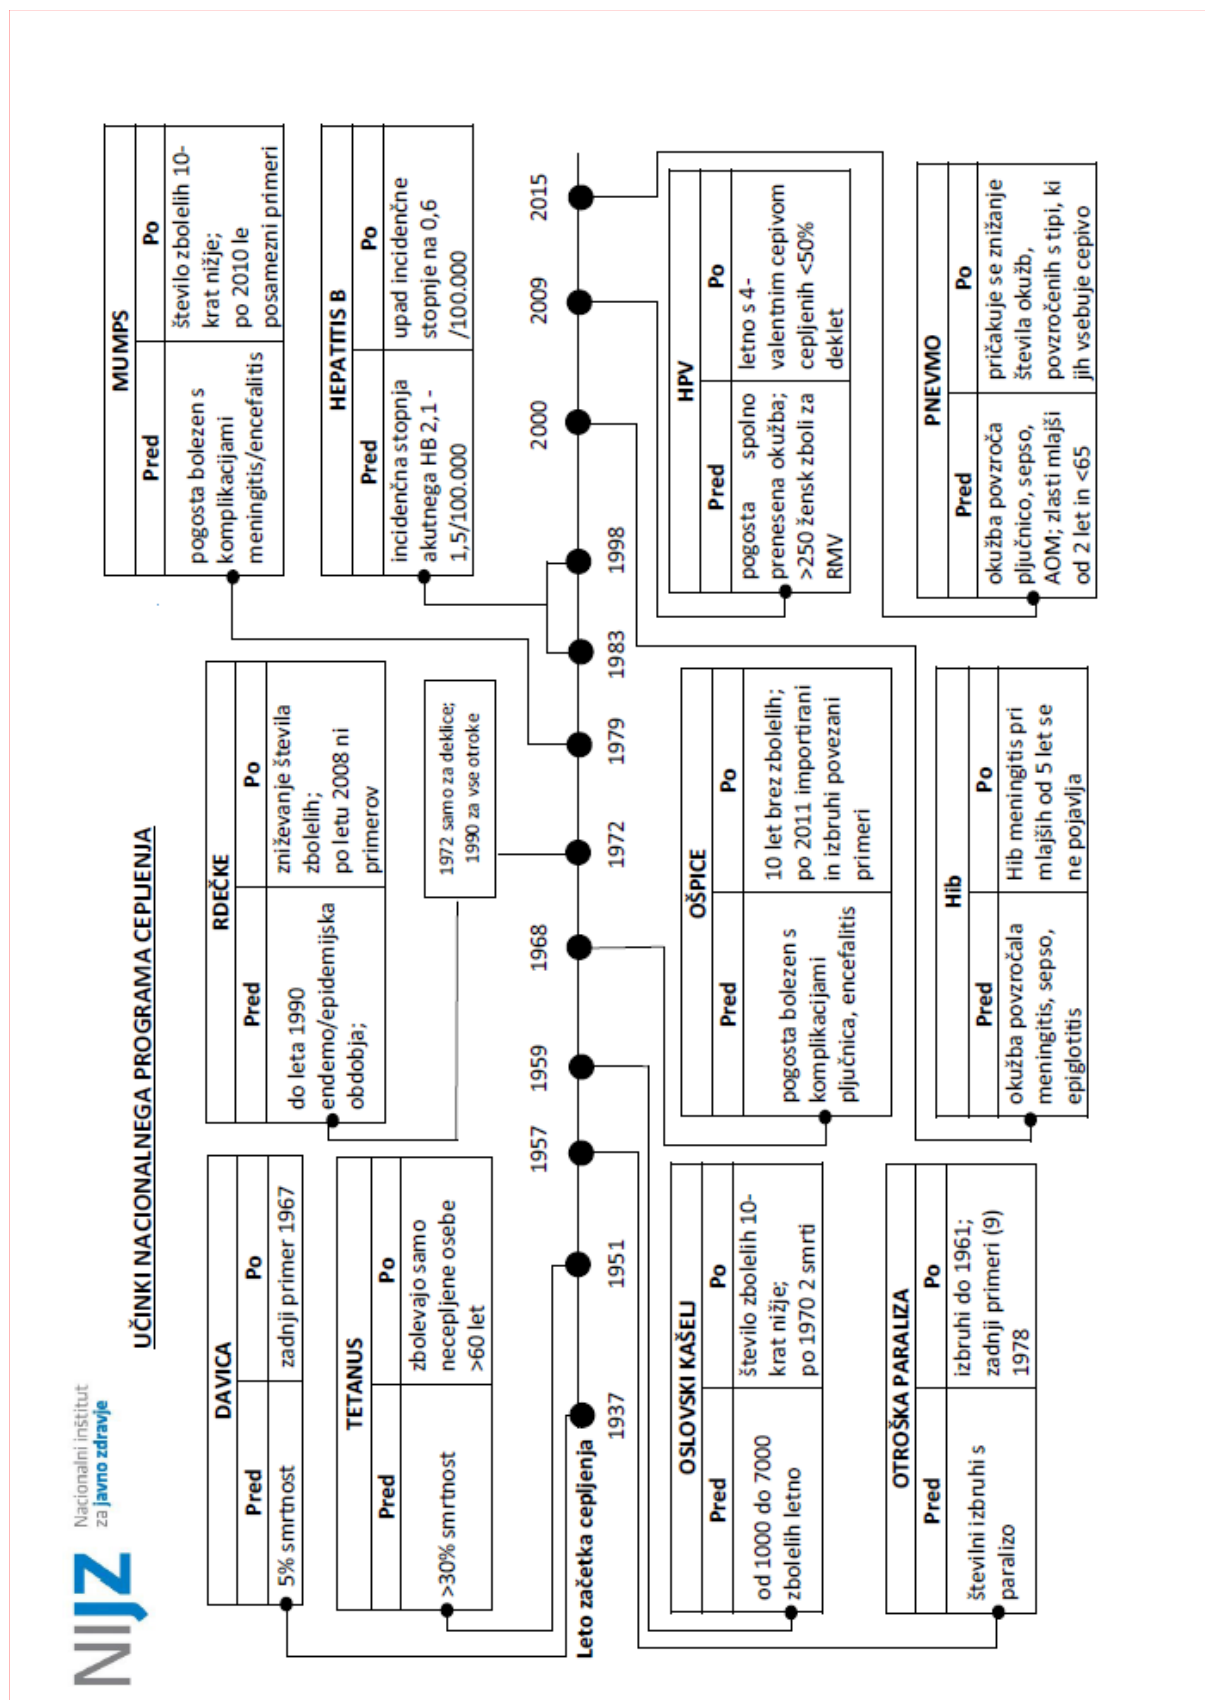 NIJZ
Nacionalni inštitut
za javno zdravje
UČINKI NACIONALNEGA PROGRAMA CEPLJENJA
DAVICA
Pred
Po
5% smrtnost
zadnji primer 1967
RDEČKE
Pred
Po
do leta 1990
endemo/epidemijska
obdobja;
zniževanje števila
zbolelih;
po letu 2008 ni
primerov
MUMPS
Pred
Po
pogosta bolezen s
komplikacijami
meningitis/encefalitis
število zbolelih 10-
krat nižje;
po 2010 le
posamezni primeri
TETANUS
Pred
Po
>30% smrtnost
zbolevajo samo
necepljene osebe
>60 let
1972 samo za deklice;
1990 za vse otroke
HEPATITIS B
Pred
Po
incidenčna stopnja
akutnega HB 2,1 -
1,5/100.000
upad incidenčne
stopnje na 0,6
/100.000
Leto začetka cepljenja
1937
1951
1957
1959
1968
1972
1979
1983
1998
2000
2009
2015
OSLOVSKI KAŠELJ
Pred
Po
od 1000 do 7000
zbolelih letno
število zbolelih 10-
krat nižje;
po 1970 2 smrti
OŠPICE
Pred
Po
pogosta bolezen s
komplikacijami
pljučnica, encefalitis
10 let brez zbolelih;
po 2011 importirani
in izbruhi povezani
primeri
HPV
Pred
Po
pogosta spolno
prenesena okužba;
>250 žensk zboli za
RMV
letno s 4-
valentnim cepivom
cepljenih <50%
deklet
OTROŠKA PARALIZA
Pred
Po
številni izbruhi s
paralizo
izbruhi do 1961;
zadnji primeri (9)
1978
Hib
Pred
Po
okužba povzročala
meningitis, sepso,
epiglotitis
Hib meningitis pri
mlajših od 5 let se
ne pojavlja
PNEVMO
Pred
Po
okužba povzroča
pljučnico, sepso,
AOM; zlasti mlajši
od 2 let in <65
pričakuje se znižanje
števila okužb,
povzročenih s tipi, ki
jih vsebuje cepivo